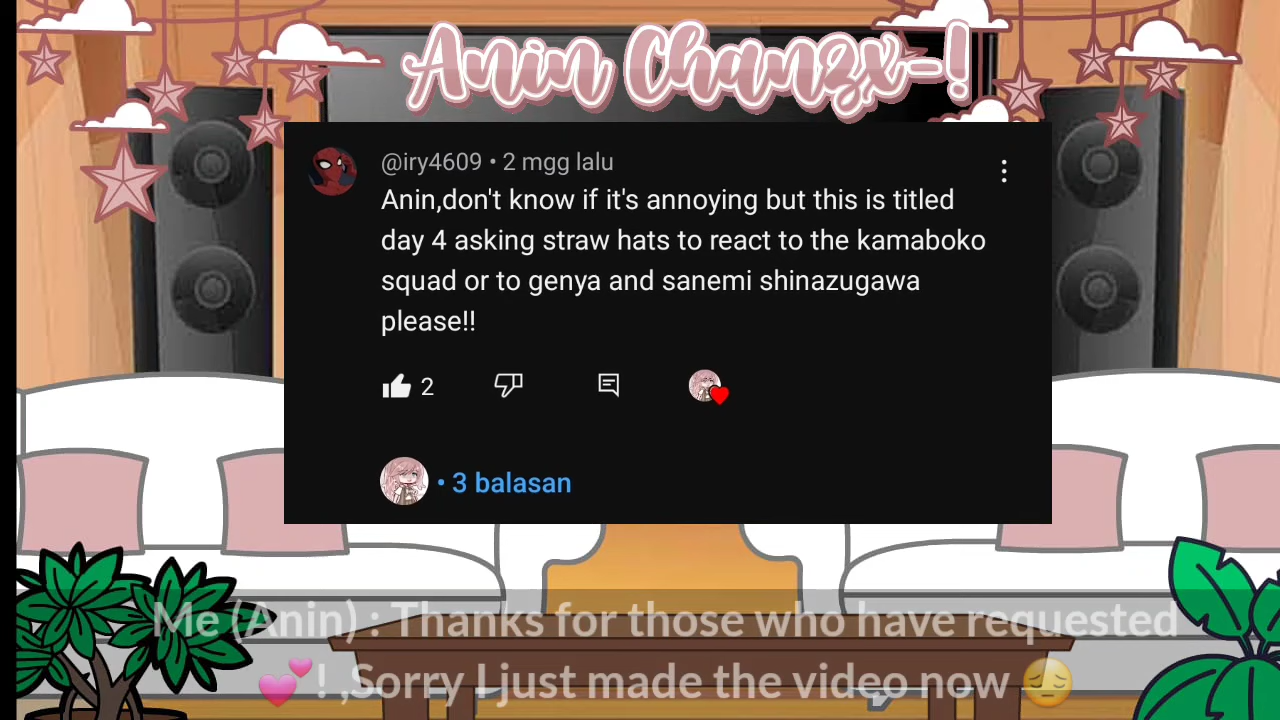 Anin Chanzx-!
@iry4609 • 2 mgg lalu
Anin,don't know if it's annoying but this is titled
day 4 asking straw hats to react to the kamaboko
squad or to genya and sanemi shinazugawa
please!!
2
• 3 balasan
Me (Anin) : Thanks for those who have requested
💕! ,Sorry I just made the video now 😔